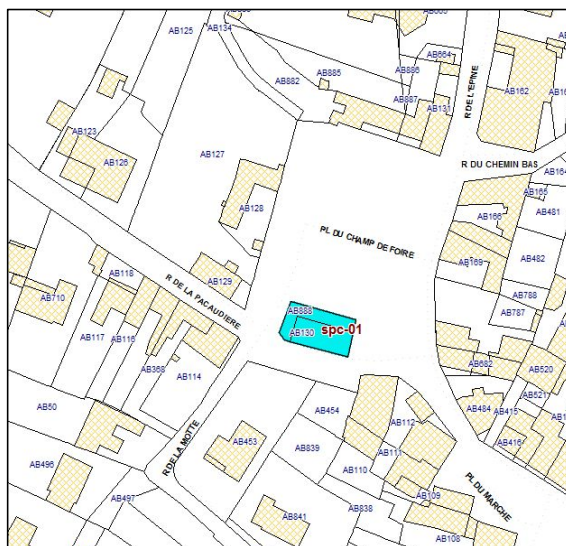 AB125
AB134
AB664
AB882
AB885
AB886
AB887
AB131
R DE L'EPINE
AB162
AB123
AB126
AB127
R DU CHEMIN BAS
AB164
AB165
AB128
AB166
AB481
PL DU CHAMP DE FOIRE
AB169
AB482
AB118
R DE LA PACAUDIERE
AB129
AB788
AB710
AB888
AB787
AB130
spc-01
AB117
AB116
AB368
AB114
AB682
AB520
AB521
AB50
AB454
AB112
AB484
AB415
AB416
R DE LA MOTTE
AB453
AB839
AB111
AB110
AB496
AB497
PL DU MARCHE
AB109
AB841
AB838
AB108